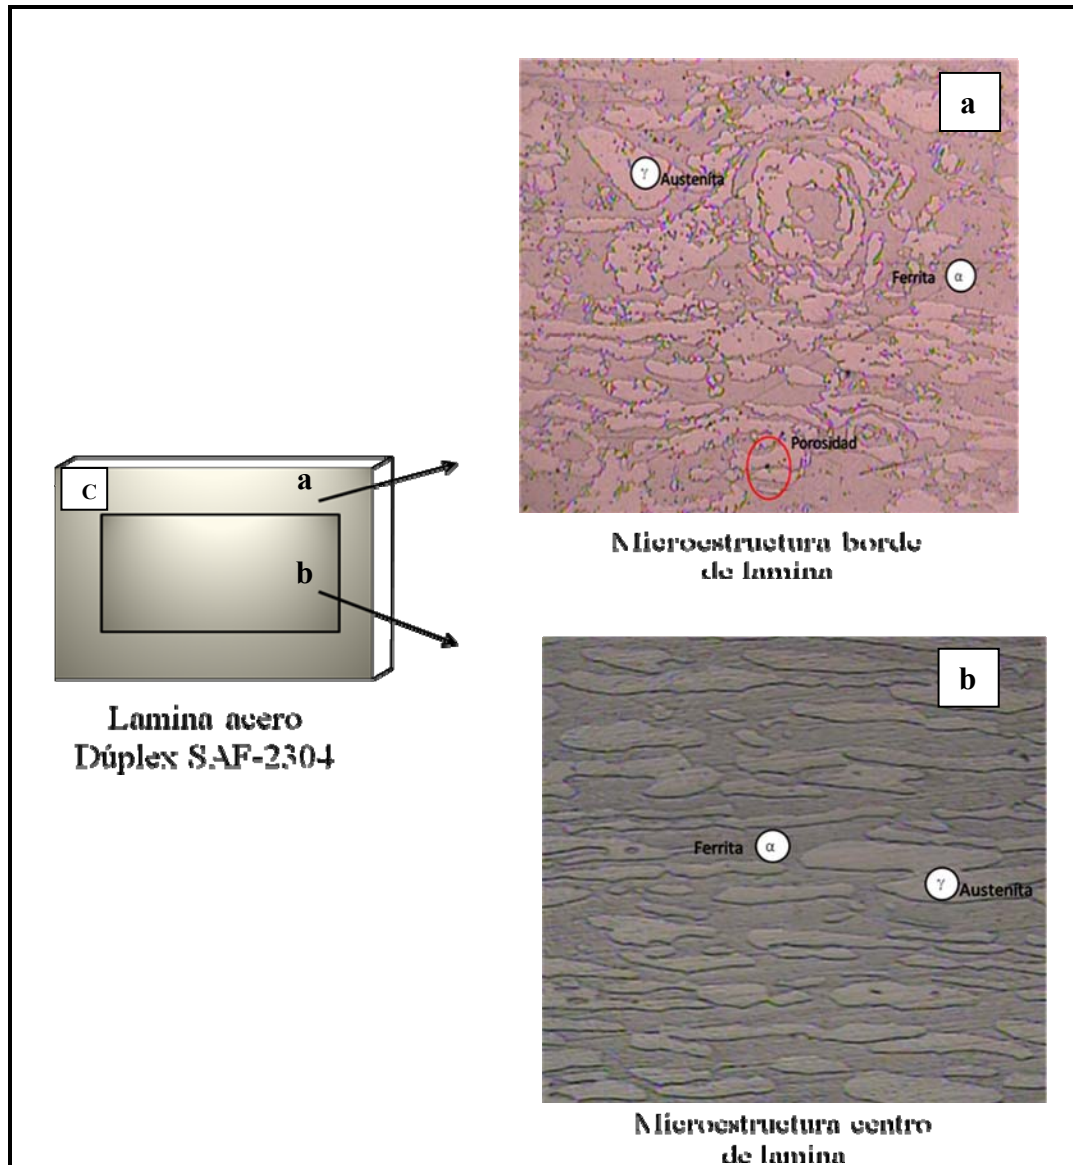 a
γ
Austenita
Ferrita α
Porosidad
Microestructura borde
de lamina
C
a
b
Lamina acero
Dúplex SAF-2304
b
Ferrita α
γ
Austenita
Microestructura centro
de lamina